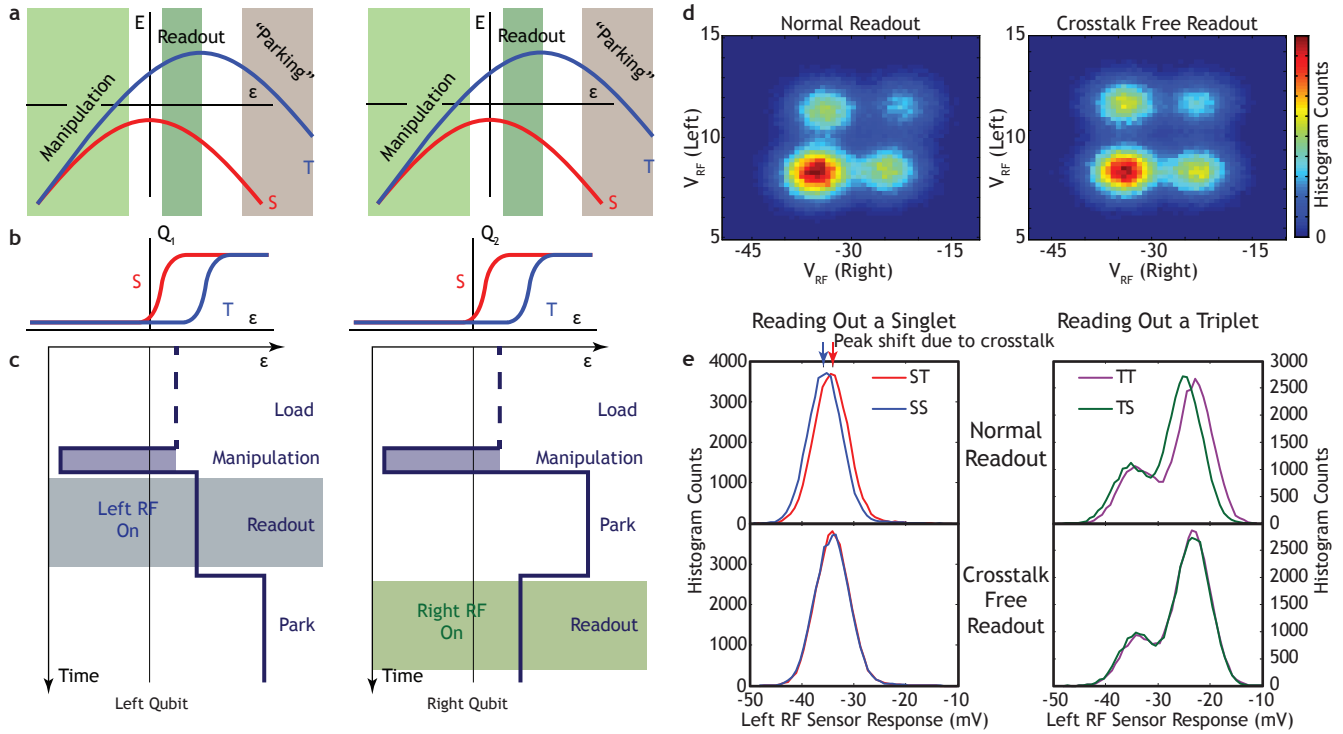 a
E
Readout
"Parking"
Manipulation
ε
T
S
E
Readout
"Parking"
Manipulation
ε
T
S
b
Q1
S
T
ε
Q2
S
T
ε
c
ε
Load
Manipulation
Left RF
On
Readout
Park
Time
Left Qubit
ε
Load
Manipulation
Park
Right RF
On
Readout
Time
Right Qubit
d
Normal Readout
15
10
5
VRF (Left)
-45
-30
-15
VRF (Right)
Crosstalk Free Readout
15
10
5
VRF (Left)
-45
-30
-15
VRF (Right)
Histogram Counts
0
e
Reading Out a Singlet
Reading Out a Triplet
Peak shift due to crosstalk
4000
3000
2000
1000
0
ST
SS
Normal
Readout
TT
TS
3000
2500
2000
1500
1000
500
0
Histogram Counts
Histogram Counts
3000
2000
1000
0
Crosstalk
Free
Readout
2500
2000
1500
1000
500
0
-50
-40
-30
-20
-10
Left RF Sensor Response (mV)
-50
-40
-30
-20
-10
Left RF Sensor Response (mV)